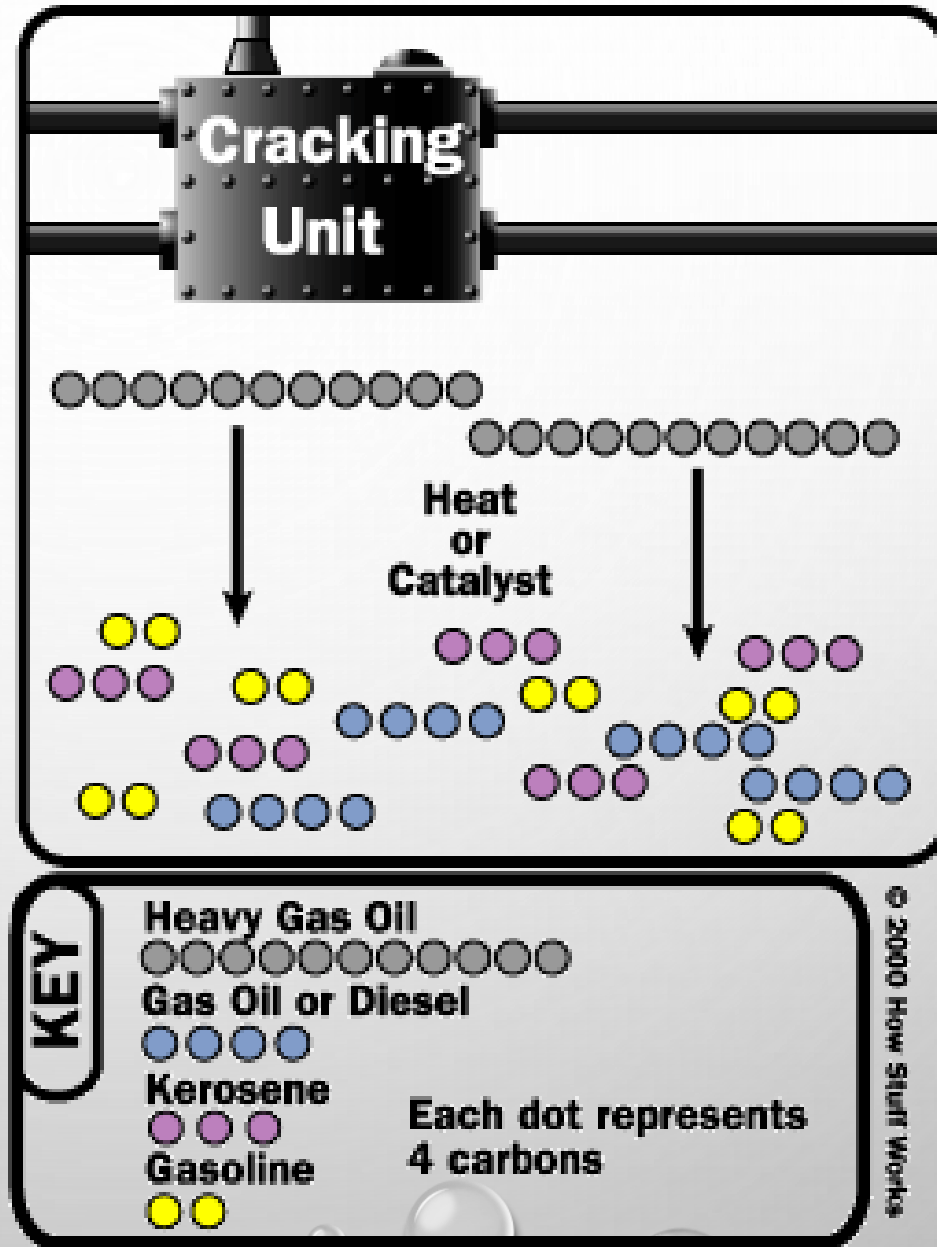 Cracking
Unit
Heat
or
Catalyst
KEY
Heavy Gas Oil
Gas Oil or Diesel
Kerosene
Each dot represents
4 carbons
Gasoline
© 2000 How Stuff Works